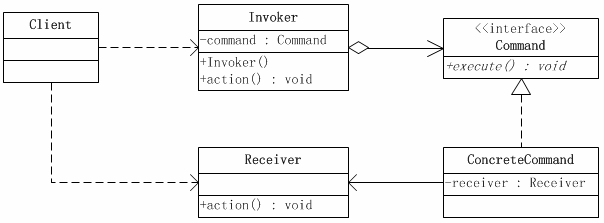 Client
Invoker
-command : Command
+Invoker()
+action() : void
<<interface>>
Command
+execute() : void
Receiver
+action() : void
ConcreteCommand
-receiver : Receiver